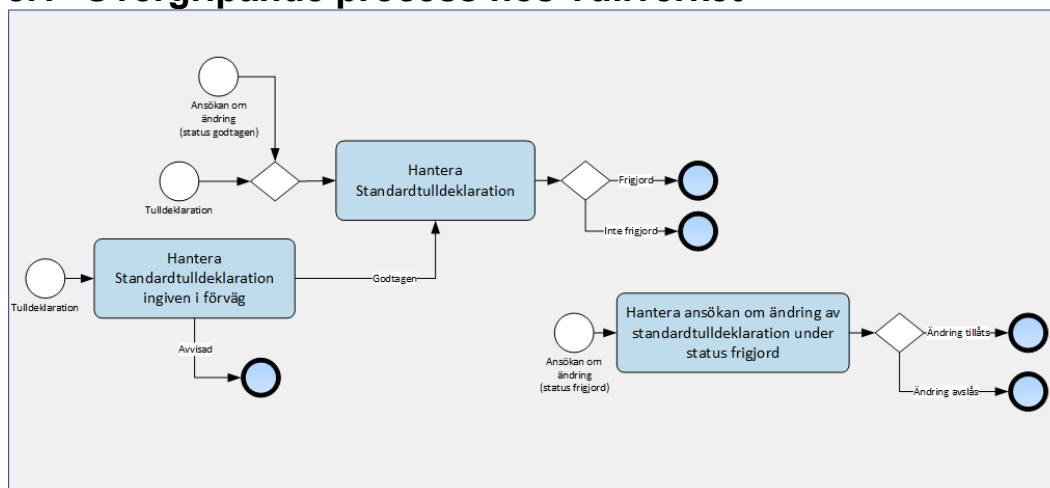 Ansökan om
ändring
(status godtagen)
Tulldeklaration
Hantera
Standardtulldeklaration
Frigjord
Inte frigjord
Tulldeklaration
Hantera
Standardtulldeklaration
ingiven i förväg
Godtagen
Avvisad
Ansökan om
ändring
(status frigjord)
Hantera ansökan om ändring av
standardtulldeklaration under
status frigjord
Ändring tillåts
Ändring avslås